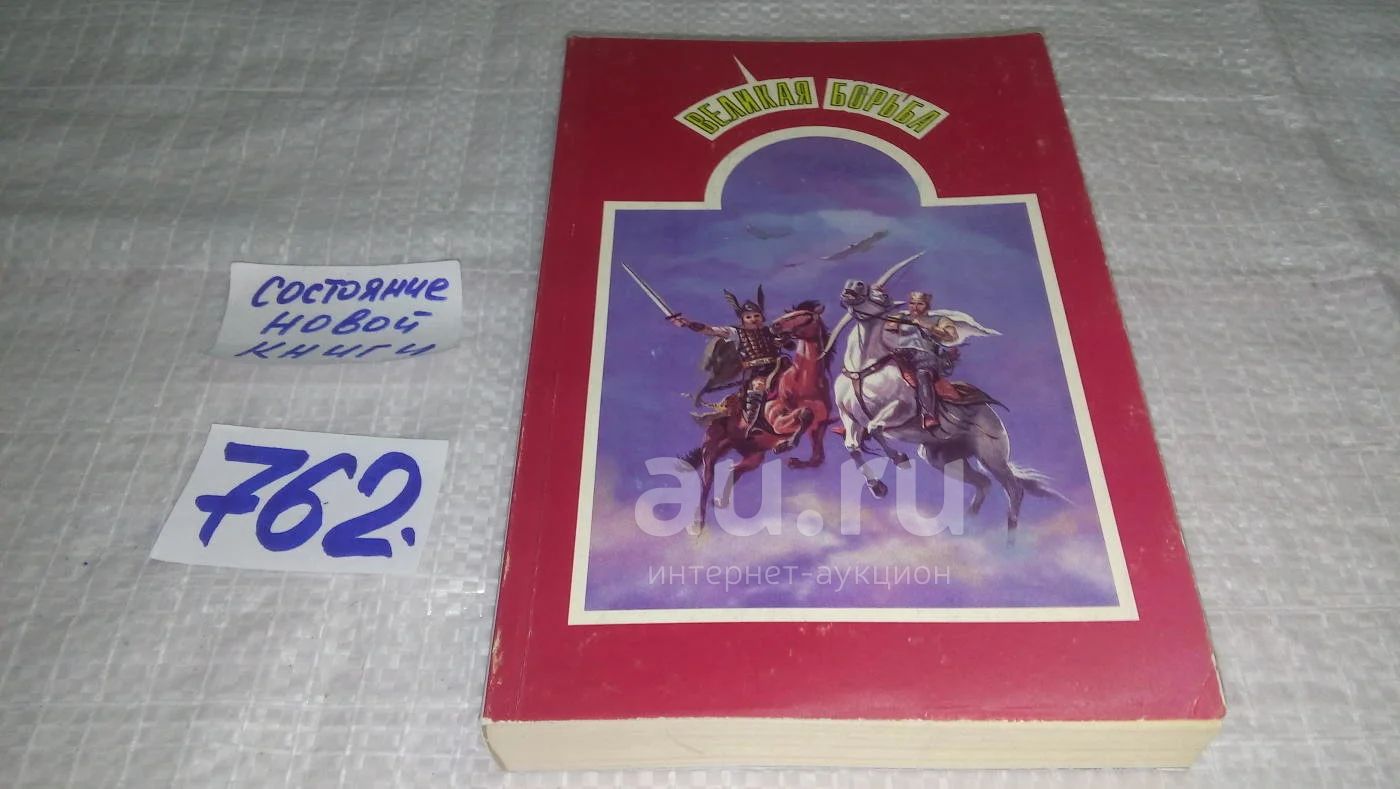 ВЕЛИКАЯ БОРЬБА
состояние
новой
книги
762.
au.ru
интернет-аукцион